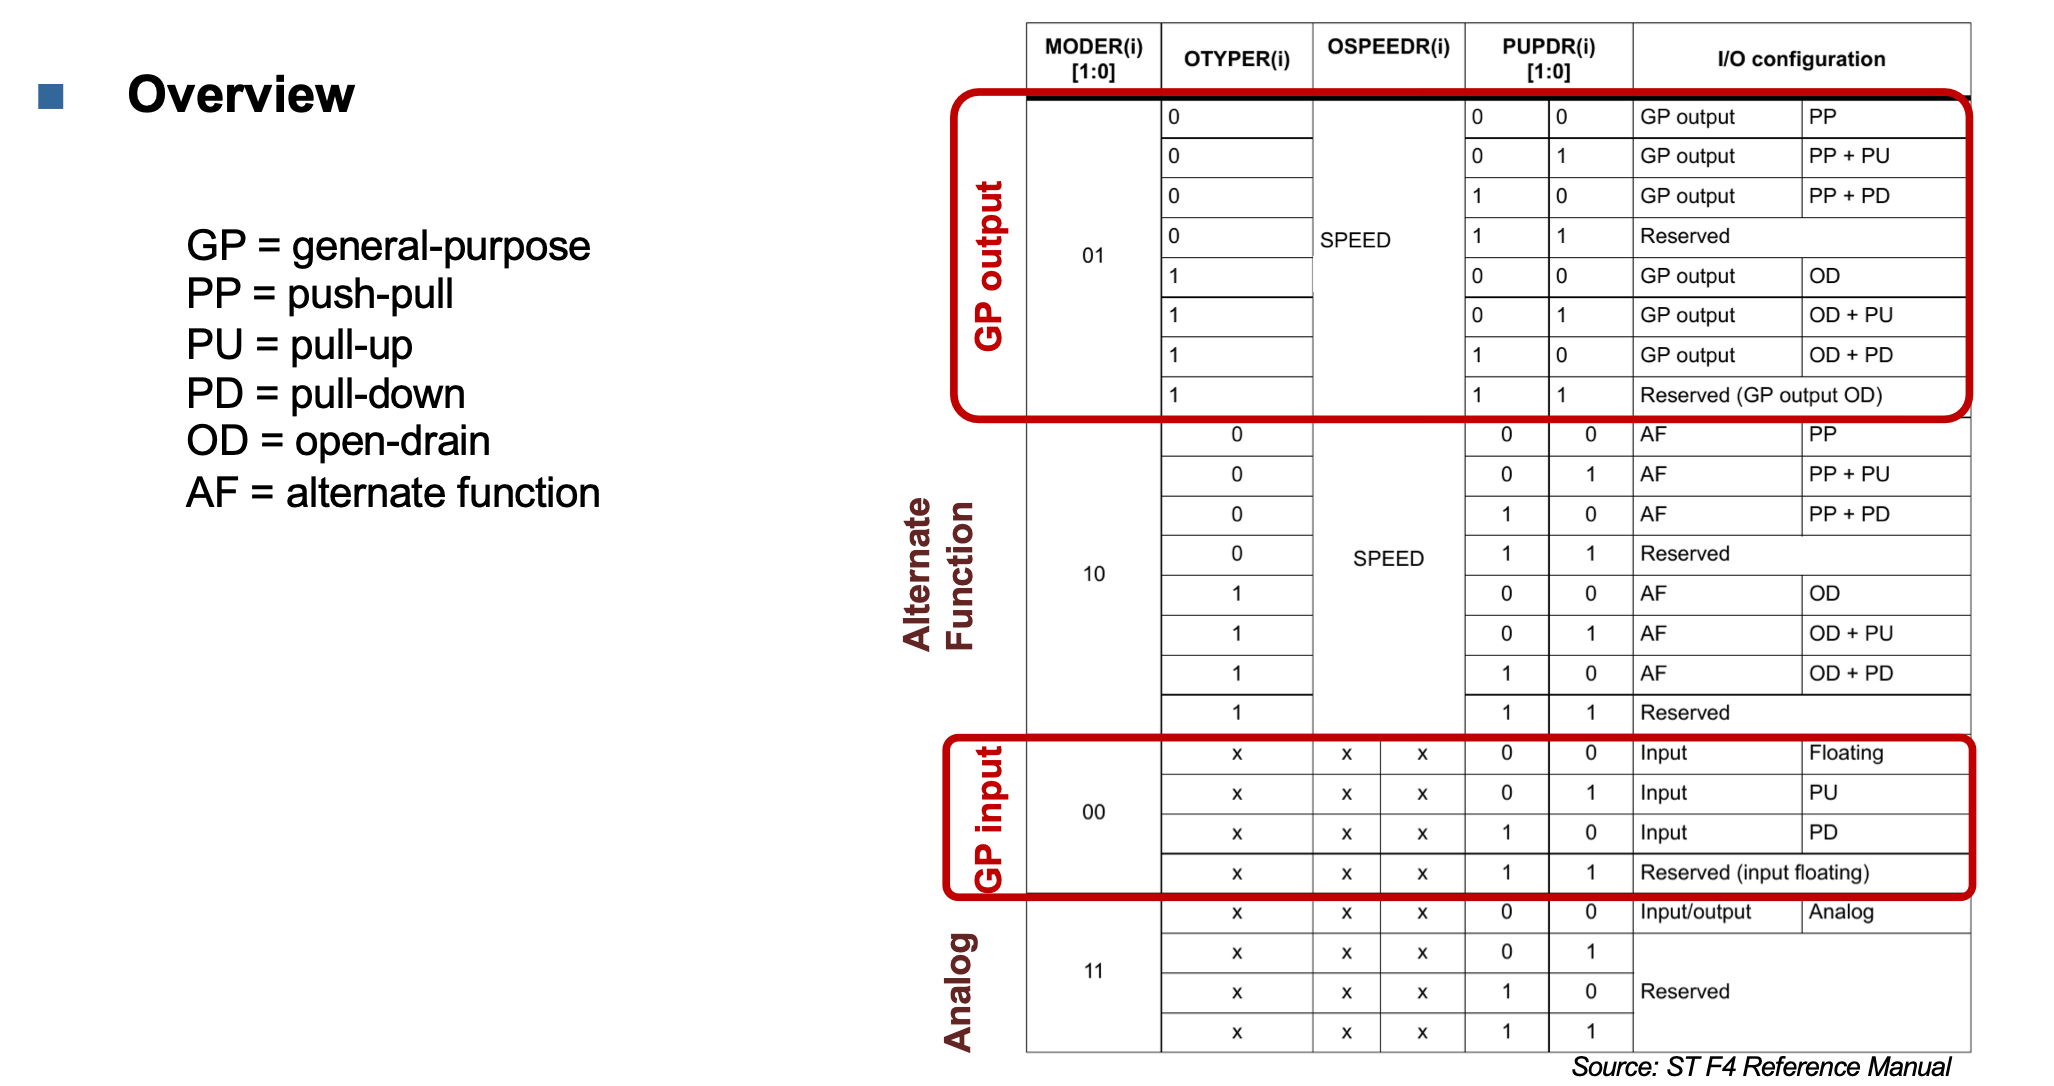 Overview
GP = general-purpose
PP = push-pull
PU = pull-up
PD = pull-down
OD = open-drain
AF = alternate function
MODER(i) [1:0] OTYPER(i) OSPEEDR(i) PUPDR(i) [1:0] I/O configuration
GP output
01
SPEED
0 0 0 GP output PP
0 0 1 GP output PP + PU
0 1 0 GP output PP + PD
0 1 1 Reserved
1 0 0 GP output OD
1 0 1 GP output OD + PU
1 1 0 GP output OD + PD
1 1 1 Reserved (GP output OD)
Alternate
Function
10
SPEED
0 0 0 AF PP
0 0 1 AF PP + PU
0 1 0 AF PP + PD
0 1 1 Reserved
1 0 0 AF OD
1 0 1 AF OD + PU
1 1 0 AF OD + PD
1 1 1 Reserved
GP input
00
x x x 0 0 Input Floating
x x x 0 1 Input PU
x x x 1 0 Input PD
x x x 1 1 Reserved (input floating)
Analog
11
x x x 0 0 Input/output Analog
x x x 0 1
x x x 1 0 Reserved
x x x 1 1
Source: ST F4 Reference Manual